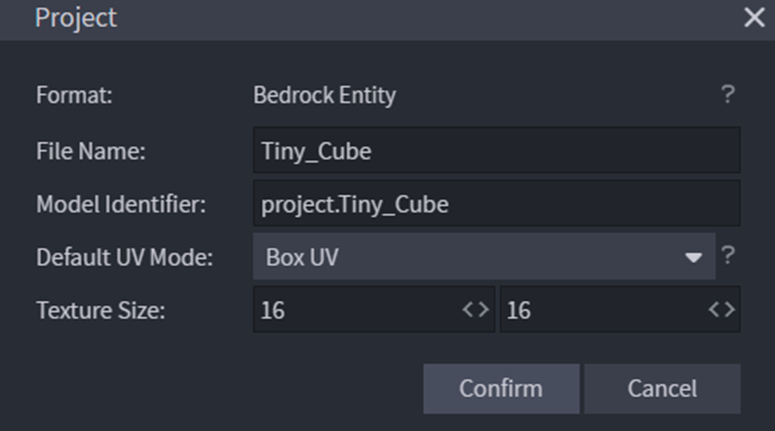 Project
Format: Bedrock Entity ?
File Name: Tiny_Cube
Model Identifier: project.Tiny_Cube
Default UV Mode: Box UV ?
Texture Size: 16 <> 16 <>
Confirm Cancel